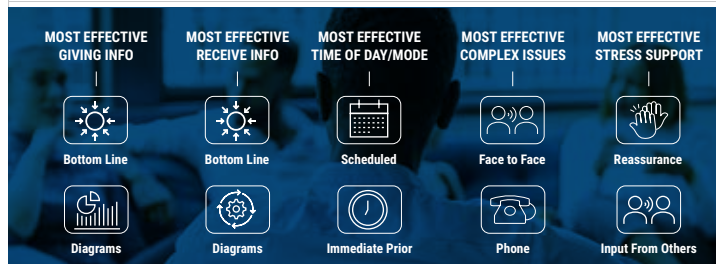 MOST EFFECTIVE
GIVING INFO
MOST EFFECTIVE
RECEIVE INFO
MOST EFFECTIVE
TIME OF DAY/MODE
MOST EFFECTIVE
COMPLEX ISSUES
MOST EFFECTIVE
STRESS SUPPORT
Bottom Line
Bottom Line
Scheduled
Face to Face
Reassurance
Diagrams
Diagrams
Immediate Prior
Phone
Input From Others